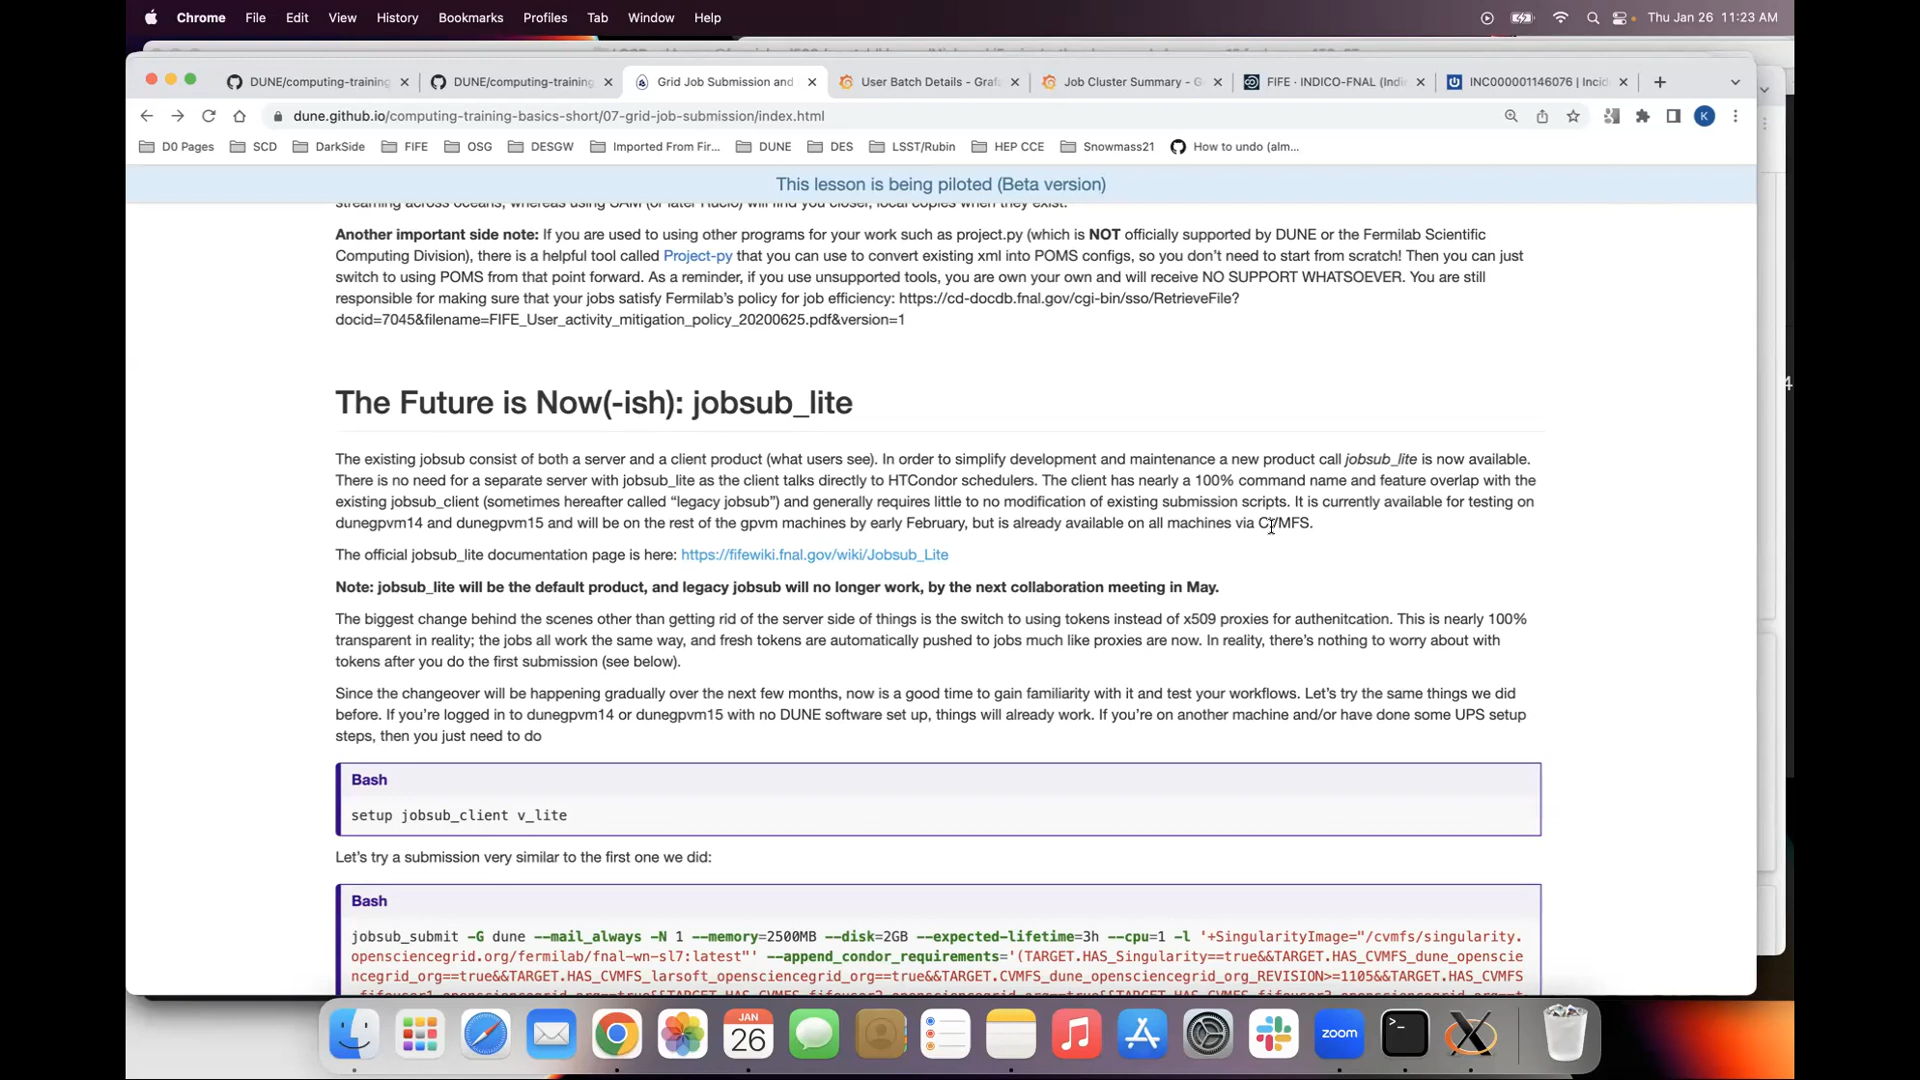 Chrome File Edit View History Bookmarks Profiles Tab Window Help Thu Jan 26 11:23 AM
DUNE/computing-training DUNE/computing-training Grid Job Submission and User Batch Details - Graf Job Cluster Summary - G FIFE · INDICO-FNAL (Indi INC000001146076 | Incid
dune.github.io/computing-training-basics-short/07-grid-job-submission/index.html K
D0 Pages SCD DarkSide FIFE OSG DESGW Imported From Fir... DUNE DES LSST/Rubin HEP CCE Snowmass21 How to undo (alm...
This lesson is being piloted (Beta version)
streaming across oceans, whereas using SAM (or later Rucio) will find you closer, local copies when they exist.
Another important side note: If you are used to using other programs for your work such as project.py (which is NOT officially supported by DUNE or the Fermilab Scientific
Computing Division), there is a helpful tool called Project-py that you can use to convert existing xml into POMS configs, so you don't need to start from scratch! Then you can just
switch to using POMS from that point forward. As a reminder, if you use unsupported tools, you are own your own and will receive NO SUPPORT WHATSOEVER. You are still
responsible for making sure that your jobs satisfy Fermilab's policy for job efficiency: https://cd-docdb.fnal.gov/cgi-bin/sso/RetrieveFile?
docid=7045&filename=FIFE_User_activity_mitigation_policy_20200625.pdf&version=1
The Future is Now(-ish): jobsub_lite
The existing jobsub consist of both a server and a client product (what users see). In order to simplify development and maintenance a new product call jobsub_lite is now available.
There is no need for a separate server with jobsub_lite as the client talks directly to HTCondor schedulers. The client has nearly a 100% command name and feature overlap with the
existing jobsub_client (sometimes hereafter called "legacy jobsub") and generally requires little to no modification of existing submission scripts. It is currently available for testing on
dunegpvm14 and dunegpvm15 and will be on the rest of the gpvm machines by early February, but is already available on all machines via CVMFS.
The official jobsub_lite documentation page is here: https://fifewiki.fnal.gov/wiki/Jobsub_Lite
Note: jobsub_lite will be the default product, and legacy jobsub will no longer work, by the next collaboration meeting in May.
The biggest change behind the scenes other than getting rid of the server side of things is the switch to using tokens instead of x509 proxies for authenitcation. This is nearly 100%
transparent in reality; the jobs all work the same way, and fresh tokens are automatically pushed to jobs much like proxies are now. In reality, there's nothing to worry about with
tokens after you do the first submission (see below).
Since the changeover will be happening gradually over the next few months, now is a good time to gain familiarity with it and test your workflows. Let's try the same things we did
before. If you're logged in to dunegpvm14 or dunegpvm15 with no DUNE software set up, things will already work. If you're on another machine and/or have done some UPS setup
steps, then you just need to do
Bash
setup jobsub_client v_lite
Let's try a submission very similar to the first one we did:
Bash
jobsub_submit -G dune --mail_always -N 1 --memory=2500MB --disk=2GB --expected-lifetime=3h --cpu=1 -l '+SingularityImage="/cvmfs/singularity.
opensciencegrid.org/fermilab/fnal-wn-sl7:latest"' --append_condor_requirements='(TARGET.HAS_Singularity==true&&TARGET.HAS_CVMFS_dune_openscie
ncegrid_org==true&&TARGET.HAS_CVMFS_larsoft_opensciencegrid_org==true&&TARGET.CVMFS_dune_opensciencegrid_org_REVISION>=1105&&TARGET.HAS_CVMFS
JAN
26
zoom